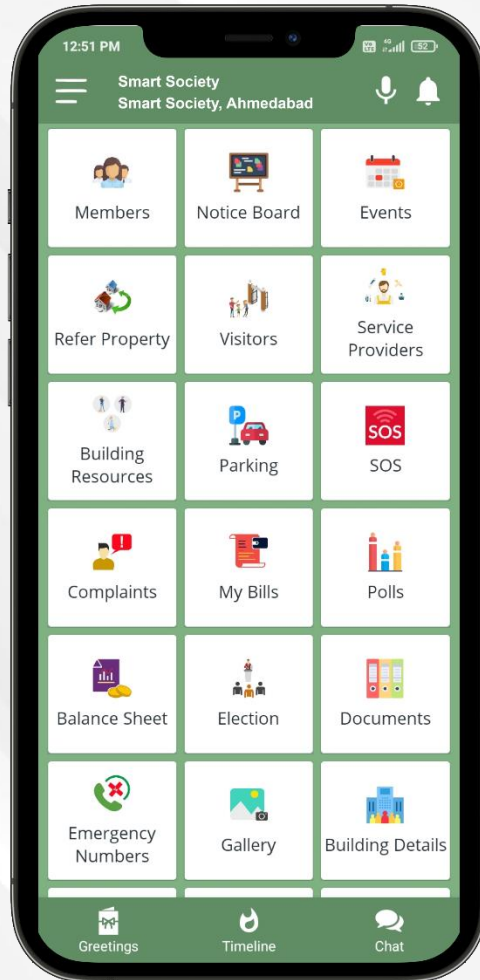 12:51 PM
52
Smart Society
Smart Society, Ahmedabad
Members
Notice Board
Events
Refer Property
Visitors
Service
Providers
Building
Resources
P
Parking
SOS
SOS
Complaints
My Bills
Polls
Balance Sheet
Election
Documents
Emergency
Numbers
Gallery
Building Details
Greetings
Timeline
Chat